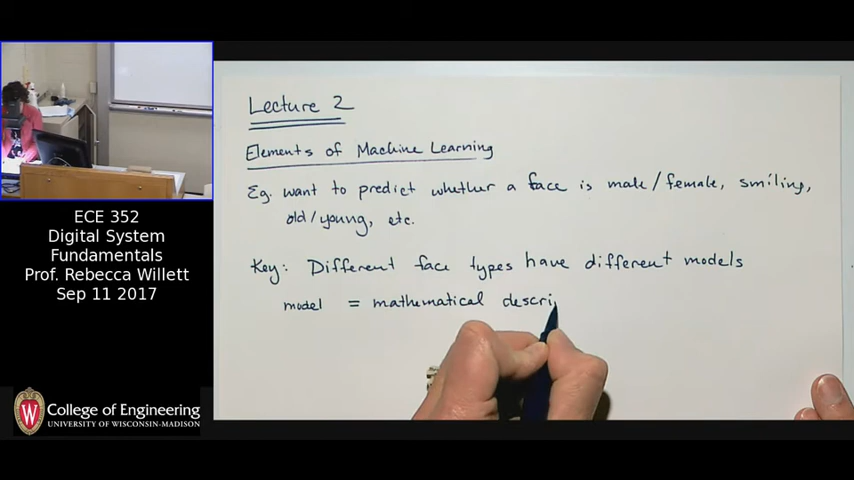 Lecture 2
Elements of Machine Learning
Eg. want to predict whether a face is male/female, smiling,
old/young, etc.
Key: Different face types have different models
model = mathematical descri
ECE 352
Digital System
Fundamentals
Prof. Rebecca Willett
Sep 11 2017
W
College of Engineering
UNIVERSITY OF WISCONSIN-MADISON